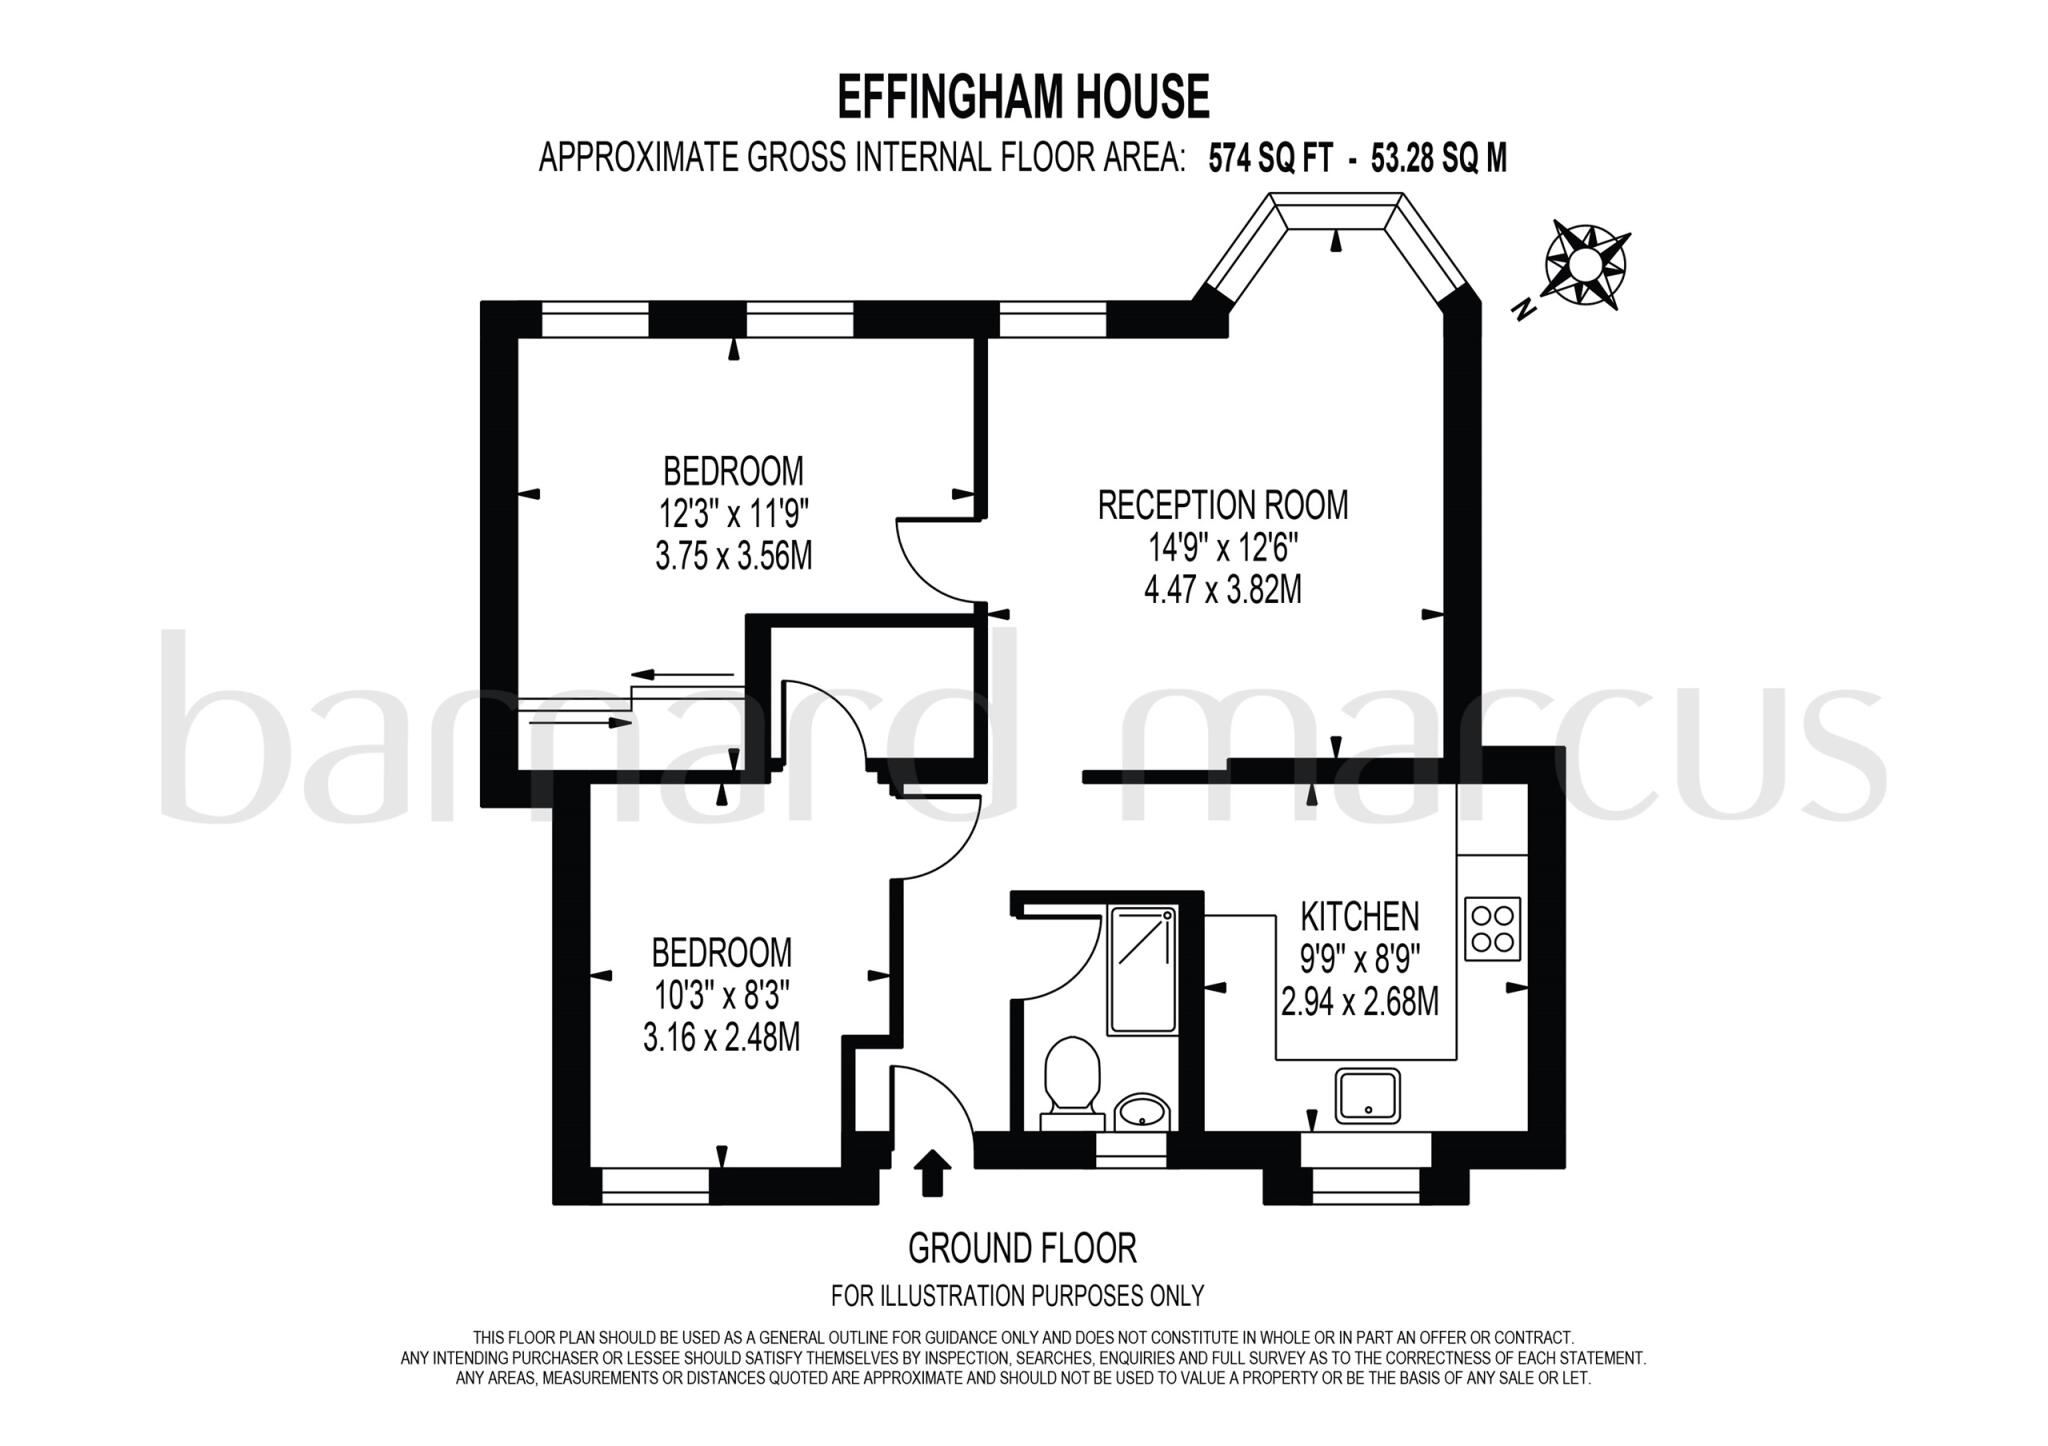 EFFINGHAM HOUSE
APPROXIMATE GROSS INTERNAL FLOOR AREA: 574 SQ FT - 53.28 SQ M
N
BEDROOM
12'3" x 11'9"
3.75 x 3.56M
RECEPTION ROOM
14'9" x 12'6"
4.47 x 3.82M
barnard marcus
BEDROOM
10'3" x 8'3"
3.16 x 2.48M
KITCHEN
9'9" x 8'9"
2.94 x 2.68M
GROUND FLOOR
FOR ILLUSTRATION PURPOSES ONLY
THIS FLOOR PLAN SHOULD BE USED AS A GENERAL OUTLINE FOR GUIDANCE ONLY AND DOES NOT CONSTITUTE IN WHOLE OR IN PART AN OFFER OR CONTRACT.
ANY INTENDING PURCHASER OR LESSEE SHOULD SATISFY THEMSELVES BY INSPECTION, SEARCHES, ENQUIRIES AND FULL SURVEY AS TO THE CORRECTNESS OF EACH STATEMENT.
ANY AREAS, MEASUREMENTS OR DISTANCES QUOTED ARE APPROXIMATE AND SHOULD NOT BE USED TO VALUE A PROPERTY OR BE THE BASIS OF ANY SALE OR LET.